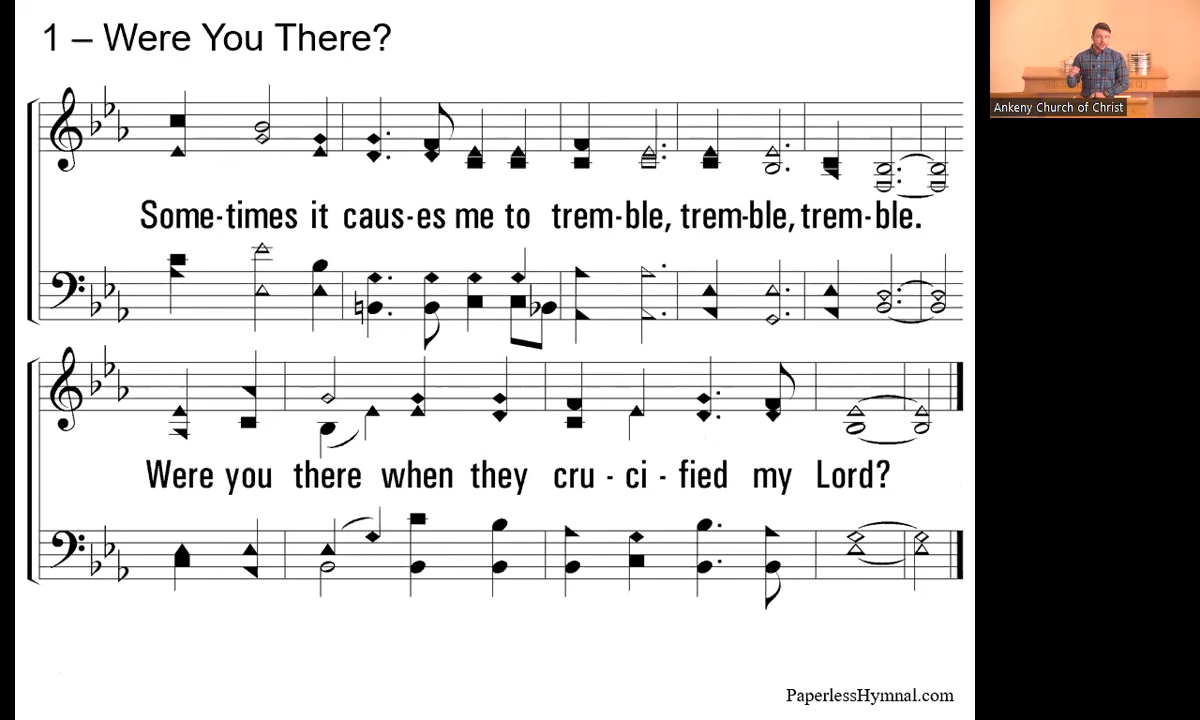 1 – Were You There?
Ankeny Church of Christ
Some-times it caus-es me to trem-ble, trem-ble, trem-ble.
Were you there when they cru - ci - fied my Lord?
PaperlessHymnal.com